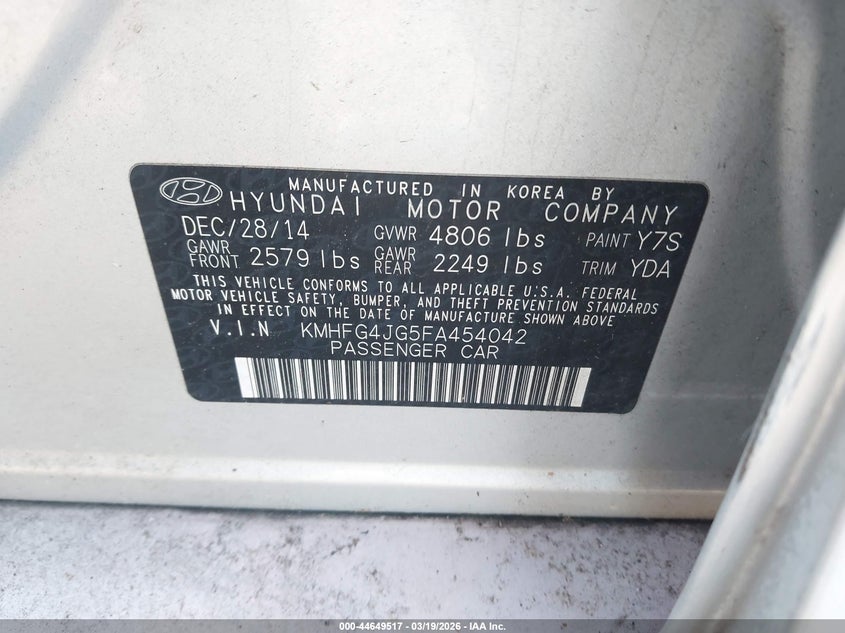 MANUFACTURED IN KOREA BY
HYUNDAI MOTOR COMPANY
DEC/28/14 GVWR 4806 lbs PAINT Y7S
GAWR FRONT 2579 lbs GAWR REAR 2249 lbs TRIM YDA
THIS VEHICLE CONFORMS TO ALL APPLICABLE U.S.A. FEDERAL
MOTOR VEHICLE SAFETY, BUMPER, AND THEFT PREVENTION STANDARDS
IN EFFECT ON THE DATE OF MANUFACTURE SHOWN ABOVE
V.I.N KMHFG4JG5FA454042
PASSENGER CAR
000-44649517 | 03/19/2026 | IAA Inc.